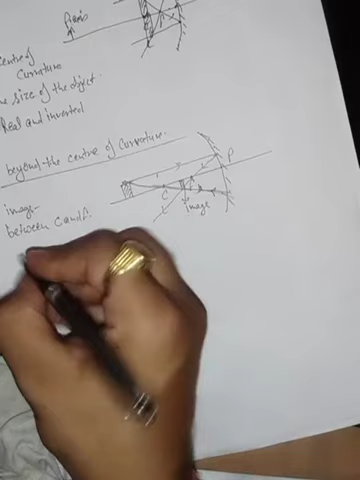 Axis
centre of
Curvature
he size of the object.
Real and inverted
beyond the centre of Curvature.
P
C
F
image
image-
between C and F.